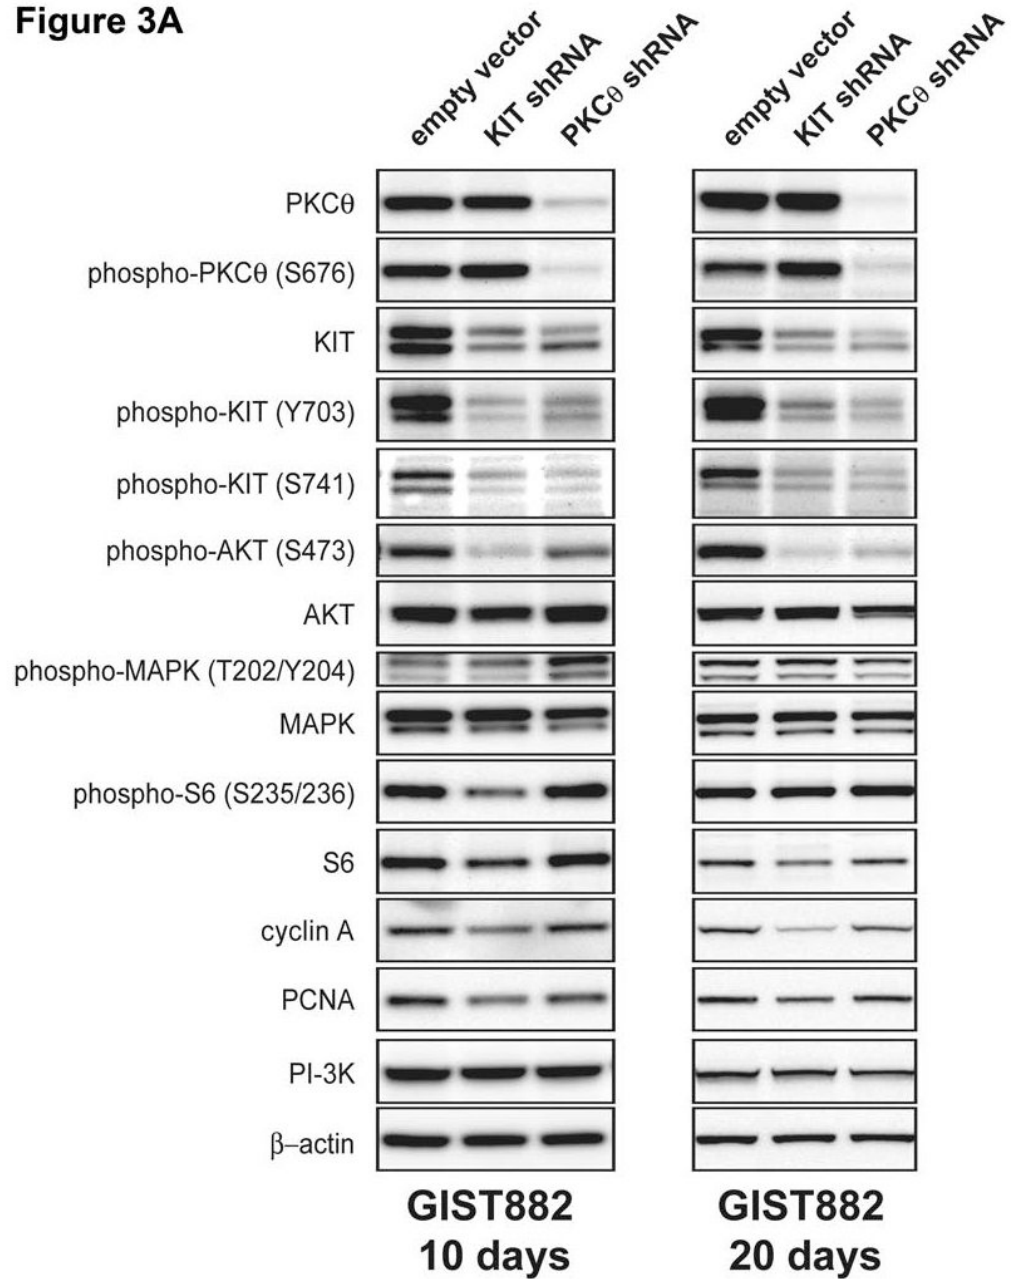 Figure 3A
empty vector
KIT shRNA
PKCθ shRNA
empty vector
KIT shRNA
PKCθ shRNA
PKCθ
phospho-PKCθ (S676)
KIT
phospho-KIT (Y703)
phospho-KIT (S741)
phospho-AKT (S473)
AKT
phospho-MAPK (T202/Y204)
MAPK
phospho-S6 (S235/236)
S6
cyclin A
PCNA
PI-3K
β–actin
GIST882
10 days
GIST882
20 days